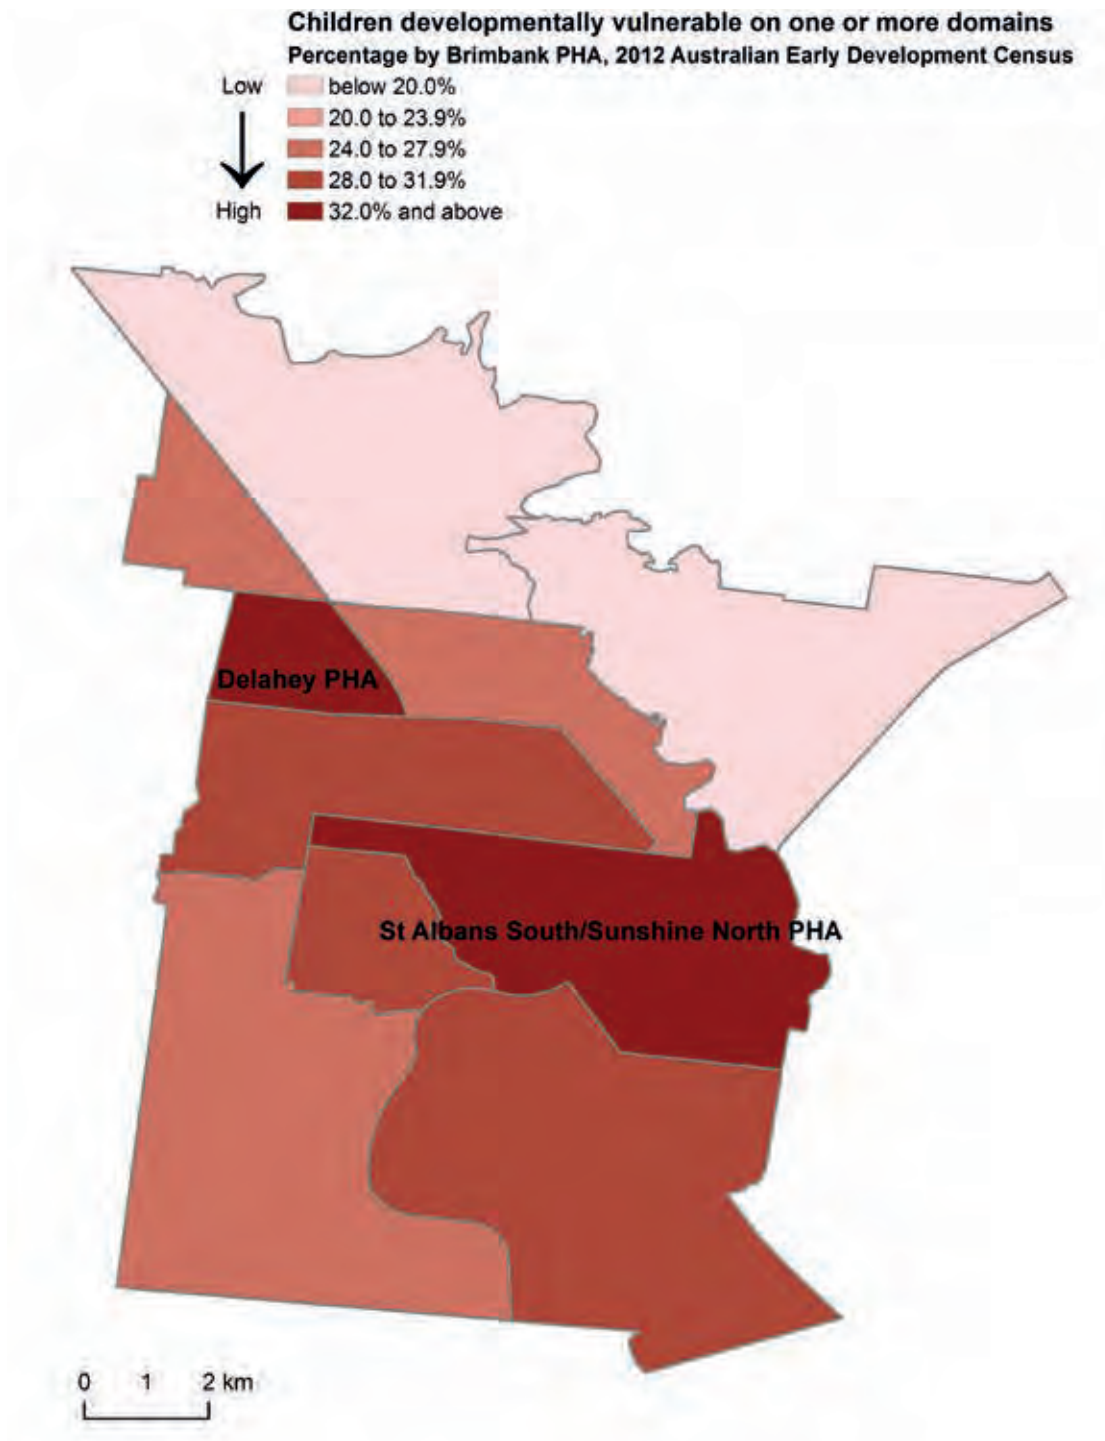 Children developmentally vulnerable on one or more domains
Percentage by Brimbank PHA, 2012 Australian Early Development Census
Low
below 20.0%
20.0 to 23.9%
24.0 to 27.9%
28.0 to 31.9%
High
32.0% and above
Delahey PHA
St Albans South/Sunshine North PHA
0 1 2 km